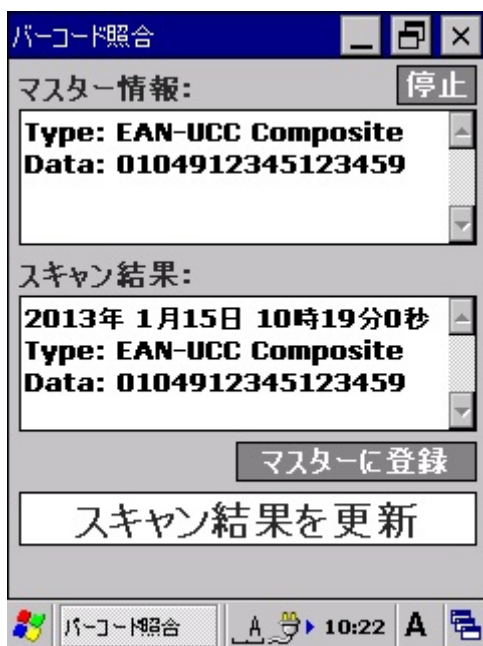 バーコード照合
マスター情報:
停止
Type: EAN-UCC Composite
Data: 0104912345123459
スキャン結果:
2013年 1月15日 10時19分0秒
Type: EAN-UCC Composite
Data: 0104912345123459
マスターに登録
スキャン結果を更新
バーコード照合
A
10:22
A